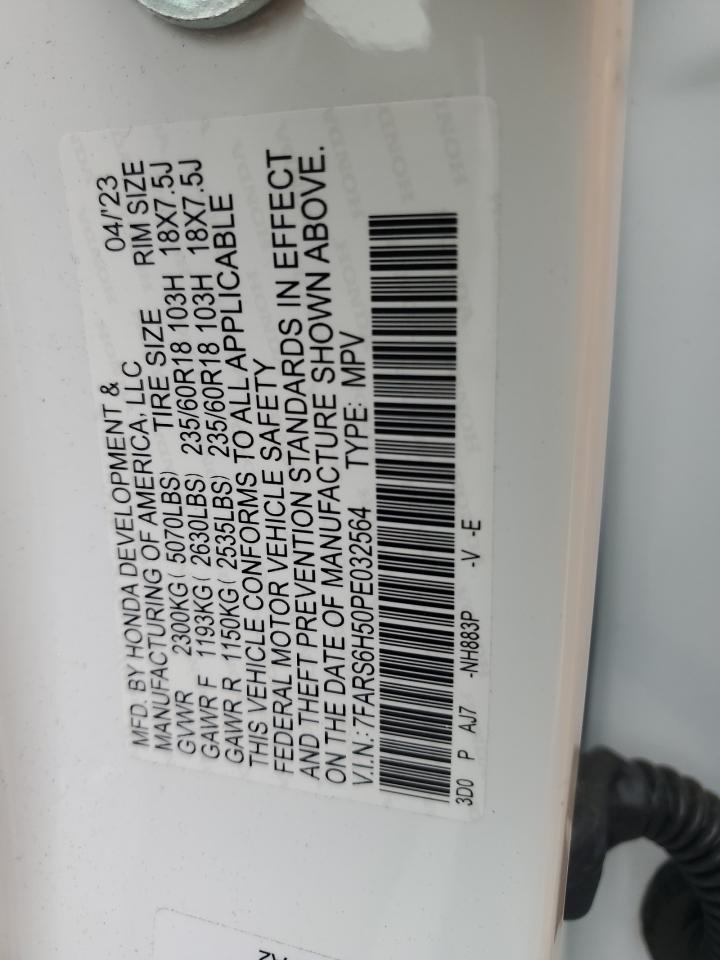 MFD. BY HONDA DEVELOPMENT & 04/'23
MANUFACTURING OF AMERICA, LLC
TIRE SIZE RIM SIZE
GVWR 2300KG( 5070LBS)
GAWR F 1193KG( 2630LBS) 235/60R18 103H 18X7.5J
GAWR R 1150KG( 2535LBS) 235/60R18 103H 18X7.5J
THIS VEHICLE CONFORMS TO ALL APPLICABLE
FEDERAL MOTOR VEHICLE SAFETY
AND THEFT PREVENTION STANDARDS IN EFFECT
ON THE DATE OF MANUFACTURE SHOWN ABOVE.
V.I.N.: 7FARS6H50PE032564 TYPE: MPV
3D0 P AJ7 -NH883P -V -E